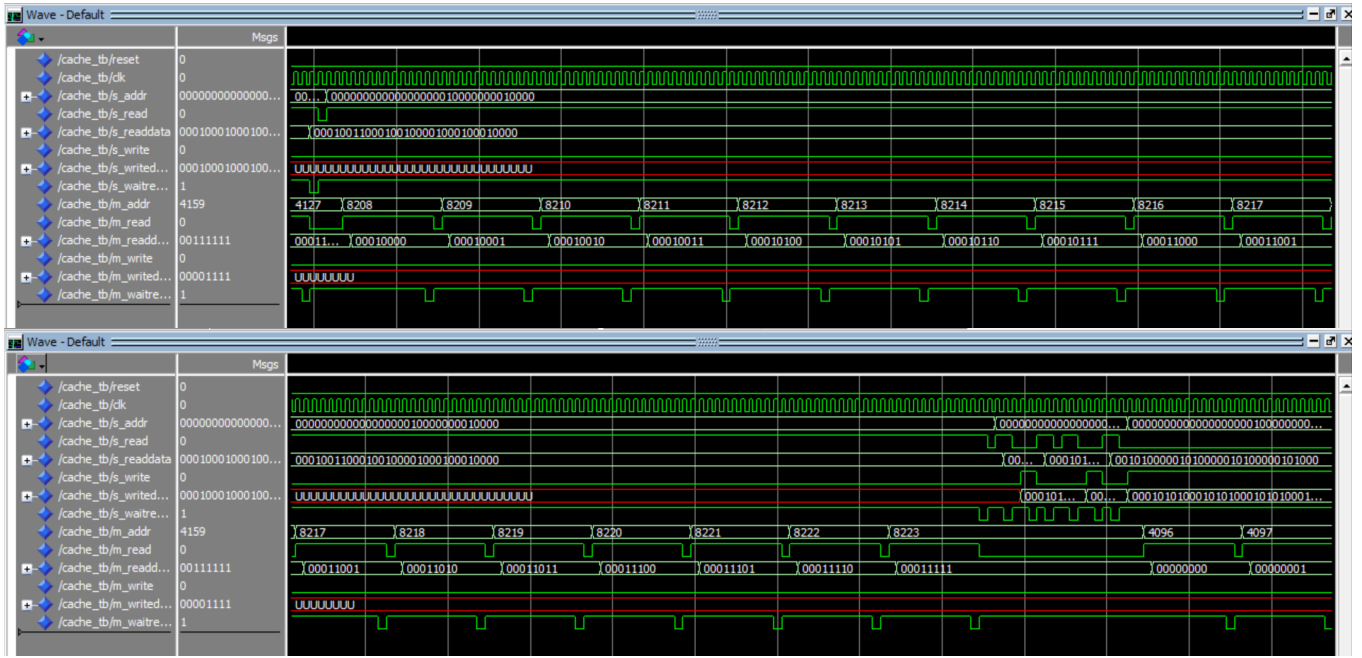 Wave - Default
Msgs
/cache_tb/reset 0
/cache_tb/clk 0
/cache_tb/s_addr 00000000000000... 00... 00000000000000000010000000010000
/cache_tb/s_read 0
/cache_tb/s_readdata 00010001000100... 00010011000100100001000100010000
/cache_tb/s_write 0
/cache_tb/s_writed... 00010001000100... UUUUUUUUUUUUUUUUUUUUUUUUUUUUUUUU
/cache_tb/s_waitre... 1
/cache_tb/m_addr 4159 4127 8208 8209 8210 8211 8212 8213 8214 8215 8216 8217
/cache_tb/m_read 0
/cache_tb/m_readd... 00111111 00011... 00010000 00010001 00010010 00010011 00010100 00010101 00010110 00010111 00011000 00011001
/cache_tb/m_write 0
/cache_tb/m_writed... 00001111 UUUUUUUU
/cache_tb/m_waitre... 1
Wave - Default
Msgs
/cache_tb/reset 0
/cache_tb/clk 0
/cache_tb/s_addr 00000000000000... 00000000000000000010000000010000 00000000000000000... 0000000000000000000100000000...
/cache_tb/s_read 0
/cache_tb/s_readdata 00010001000100... 00010011000100100001000100010000 00... 000101... 00101000001010000010100000101000
/cache_tb/s_write 0
/cache_tb/s_writed... 00010001000100... UUUUUUUUUUUUUUUUUUUUUUUUUUUUUUUU 000101... 00... 0001010100010101000101010001...
/cache_tb/s_waitre... 1
/cache_tb/m_addr 4159 8217 8218 8219 8220 8221 8222 8223 4096 4097
/cache_tb/m_read 0
/cache_tb/m_readd... 00111111 00011001 00011010 00011011 00011100 00011101 00011110 00011111 00000000 00000001
/cache_tb/m_write 0
/cache_tb/m_writed... 00001111 UUUUUUUU
/cache_tb/m_waitre... 1